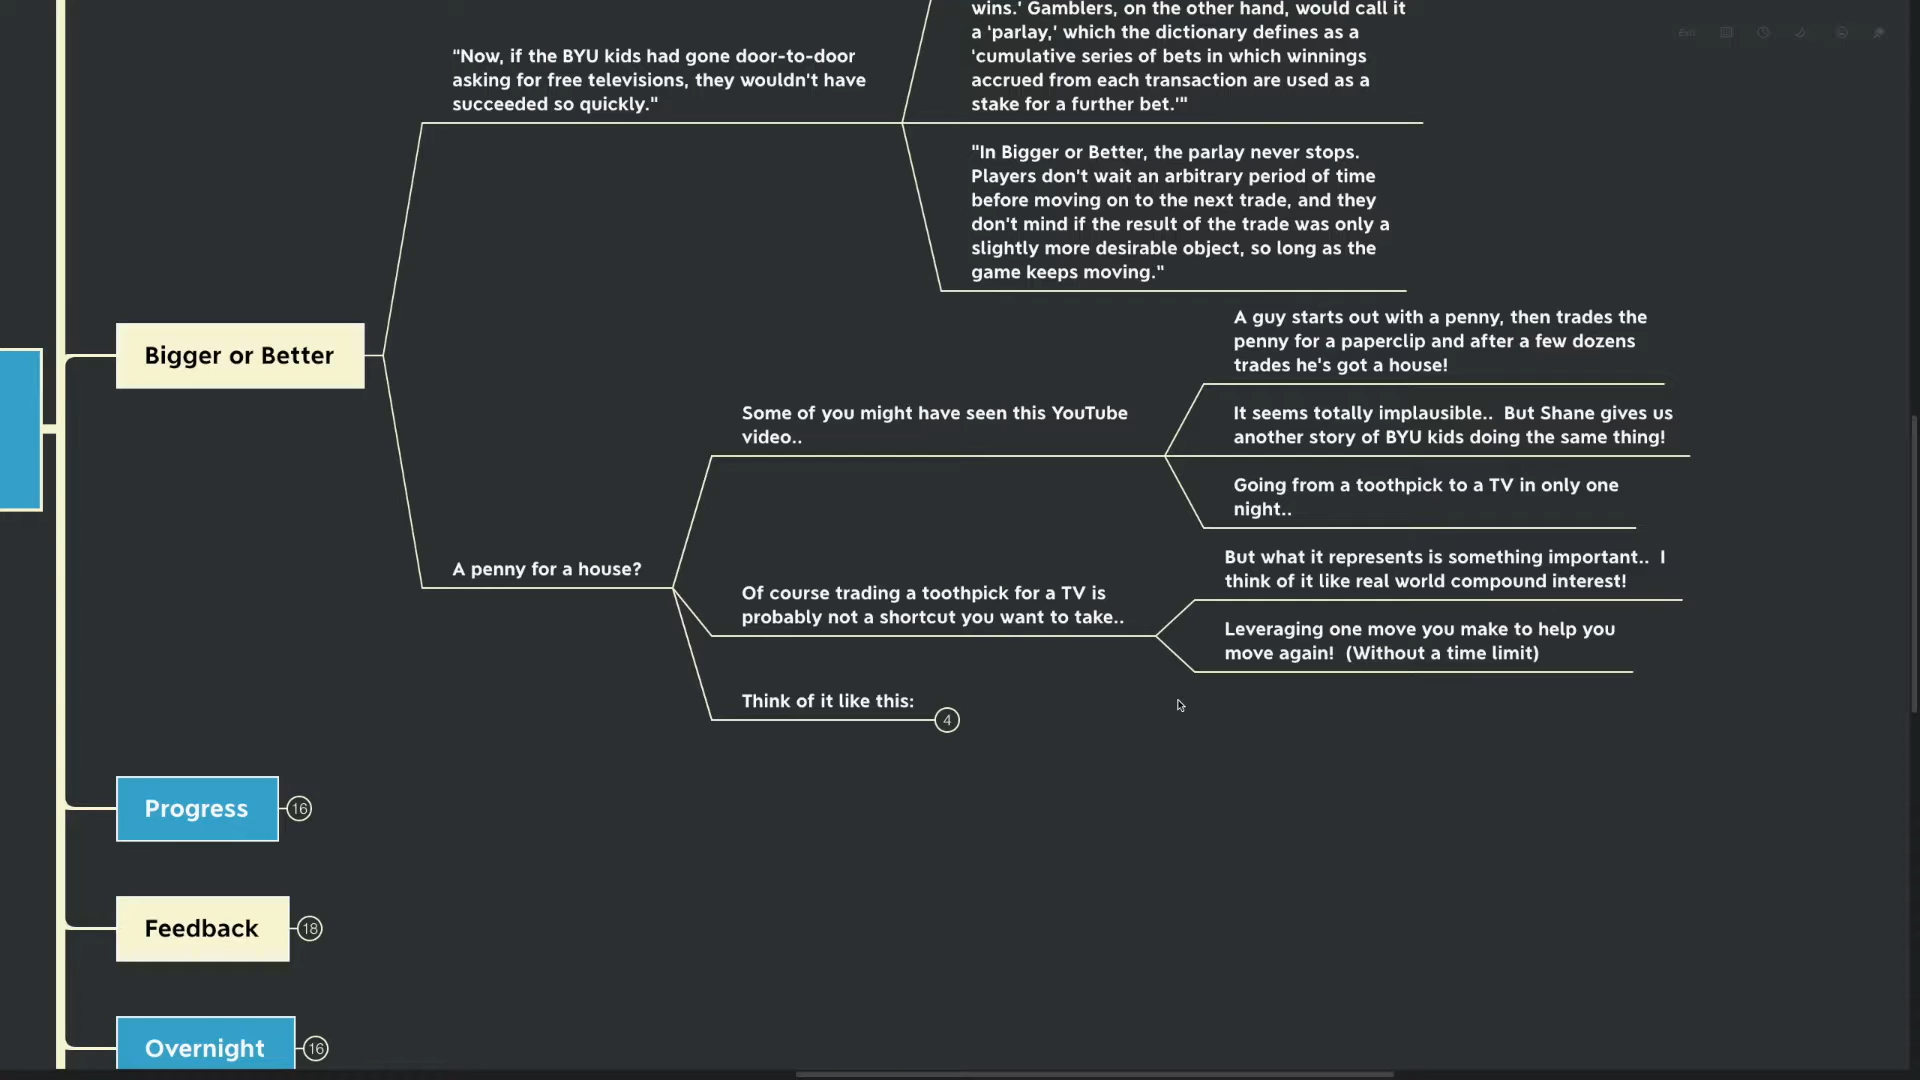 wins.' Gamblers, on the other hand, would call it
a 'parlay,' which the dictionary defines as a
'cumulative series of bets in which winnings
accrued from each transaction are used as a
stake for a further bet.'"
"Now, if the BYU kids had gone door-to-door
asking for free televisions, they wouldn't have
succeeded so quickly."
"In Bigger or Better, the parlay never stops.
Players don't wait an arbitrary period of time
before moving on to the next trade, and they
don't mind if the result of the trade was only a
slightly more desirable object, so long as the
game keeps moving."
Bigger or Better
A guy starts out with a penny, then trades the
penny for a paperclip and after a few dozens
trades he's got a house!
Some of you might have seen this YouTube
video..
It seems totally implausible..  But Shane gives us
another story of BYU kids doing the same thing!
Going from a toothpick to a TV in only one
night..
A penny for a house?
Of course trading a toothpick for a TV is
probably not a shortcut you want to take..
But what it represents is something important..  I
think of it like real world compound interest!
Leveraging one move you make to help you
move again!  (Without a time limit)
Think of it like this:
4
Progress
16
Feedback
18
Overnight
16
Exit